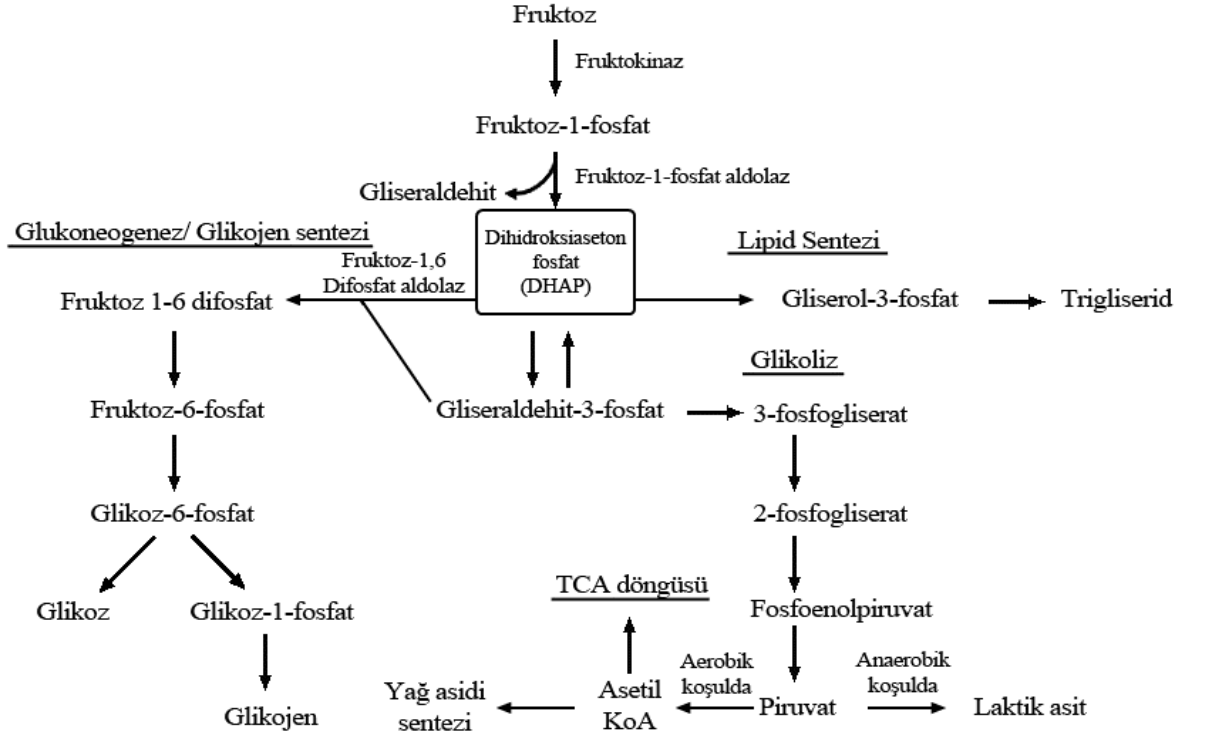 Fruktoz
Fruktokinaz
Fruktoz-1-fosfat
Fruktoz-1-fosfat aldolaz
Gliseraldehit
Glukoneogenez/ Glikojen sentezi
Dihidroksiaseton
fosfat
(DHAP)
Lipid Sentezi
Fruktoz-1,6
Difosfat aldolaz
Fruktoz 1-6 difosfat
Gliserol-3-fosfat
Trigliserid
Glikoliz
Fruktoz-6-fosfat
Gliseraldehit-3-fosfat
3-fosfogliserat
Glikoz-6-fosfat
2-fosfogliserat
TCA döngüsü
Glikoz
Glikoz-1-fosfat
Fosfoenolpiruvat
Aerobik
koşulda
Anaerobik
koşulda
Yağ asidi
sentezi
Asetil
KoA
Piruvat
Laktik asit
Glikojen